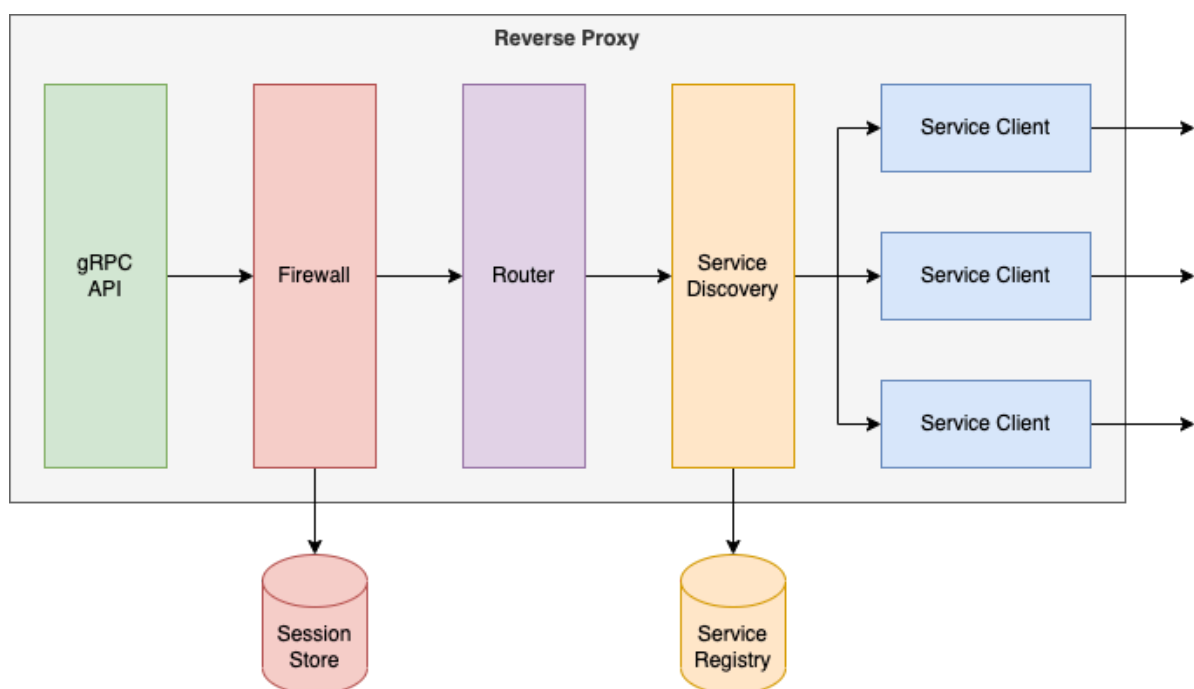 Reverse Proxy
gRPC
API
Firewall
Router
Service
Discovery
Service Client
Service Client
Service Client
Session
Store
Service
Registry